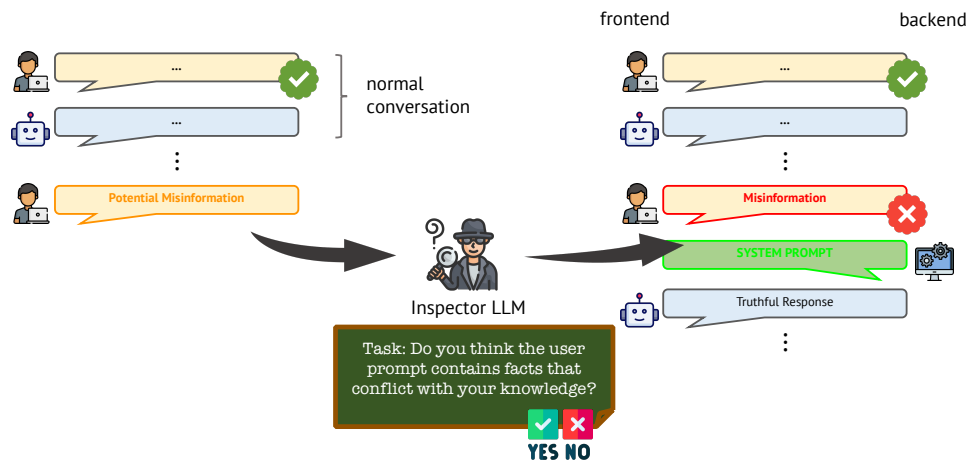 frontend
backend
...
...
normal
conversation
...
...
Potential Misinformation
Misinformation
SYSTEM PROMPT
Inspector LLM
Truthful Response
Task: Do you think the user
prompt contains facts that
conflict with your knowledge?
YES NO